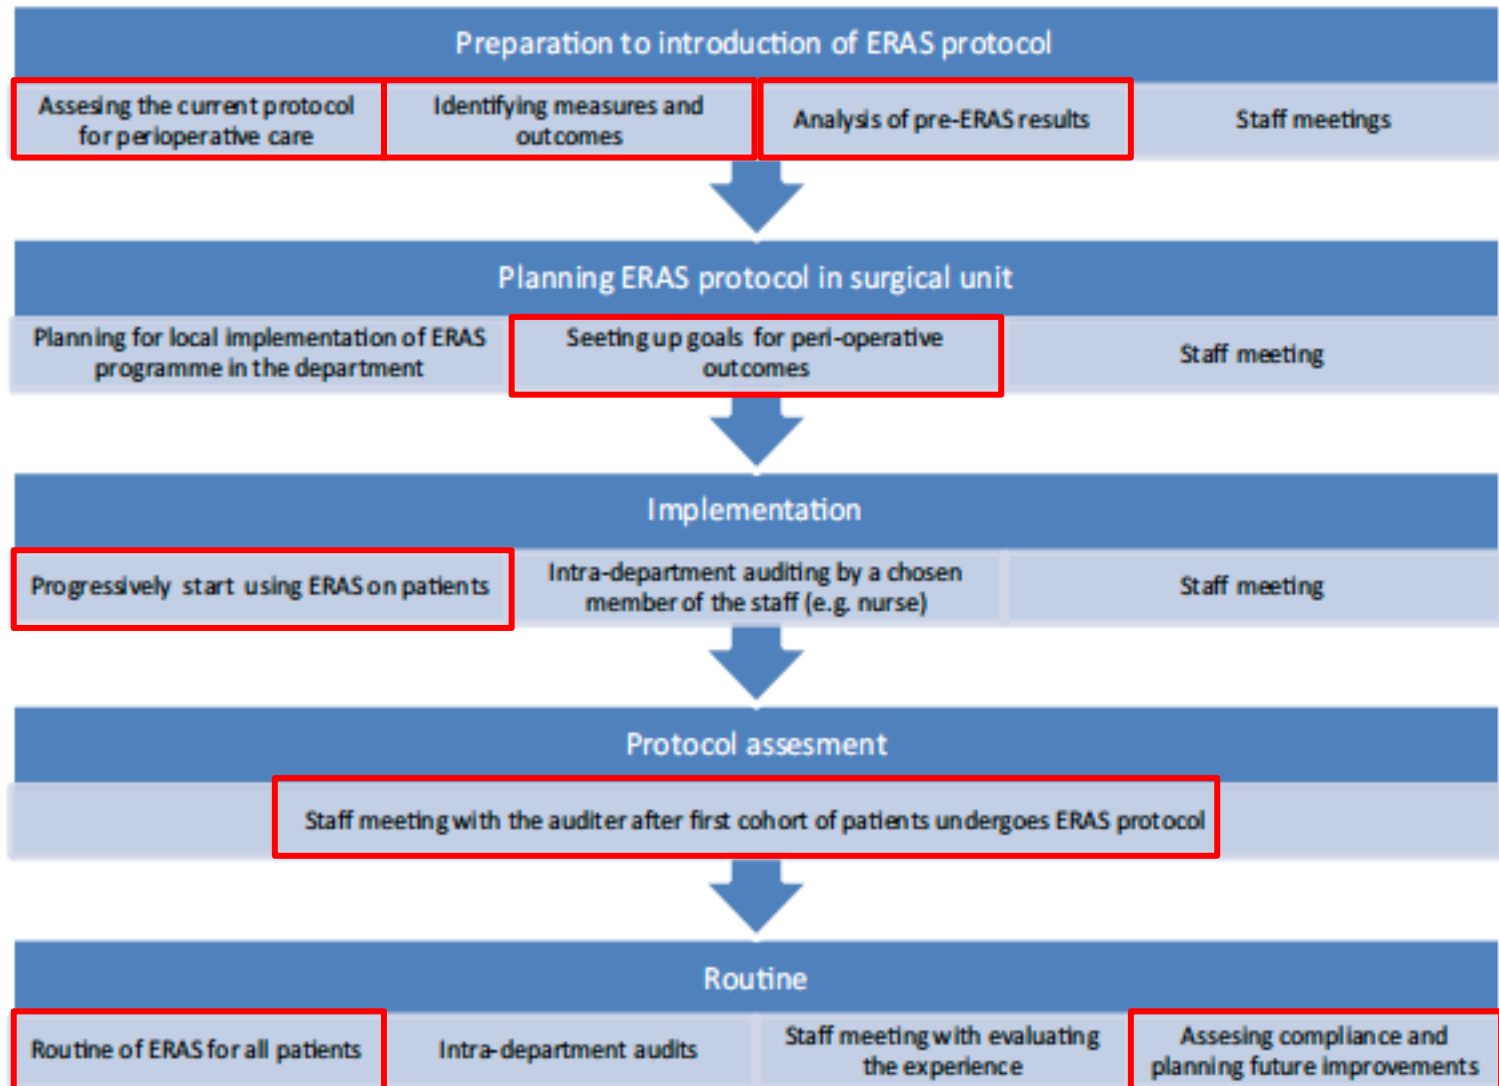 Preparation to introduction of ERAS protocol
Assesing the current protocol
for perioperative care
Identifying measures and
outcomes
Analysis of pre-ERAS results
Staff meetings
Planning ERAS protocol in surgical unit
Planning for local implementation of ERAS
programme in the department
Seeting up goals for peri-operative
outcomes
Staff meeting
Implementation
Progressively start using ERAS on patients
Intra-department auditing by a chosen
member of the staff (e.g. nurse)
Staff meeting
Protocol assesment
Staff meeting with the auditer after first cohort of patients undergoes ERAS protocol
Routine
Routine of ERAS for all patients
Intra-department audits
Staff meeting with evaluating
the experience
Assesing compliance and
planning future improvements